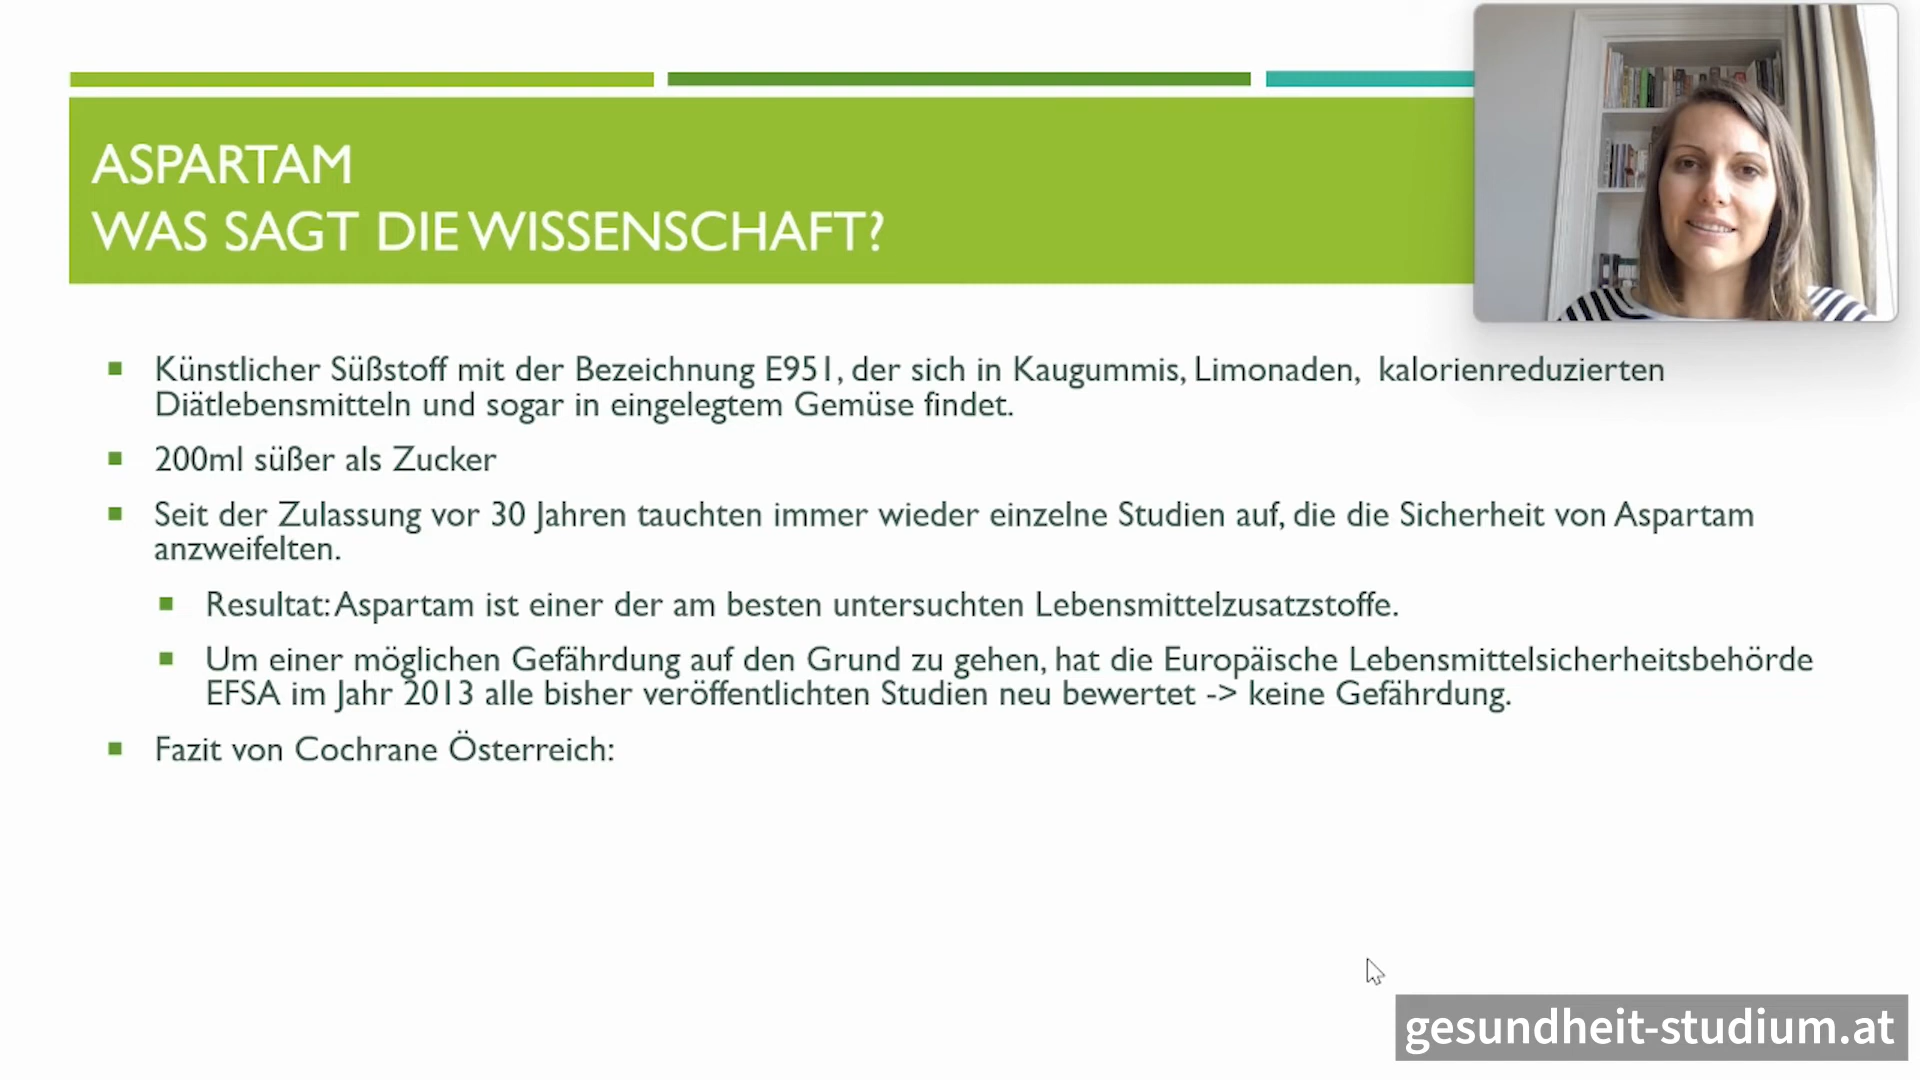 ASPARTAM
WAS SAGT DIE WISSENSCHAFT?
Künstlicher Süßstoff mit der Bezeichnung E951, der sich in Kaugummis, Limonaden, kalorienreduzierten
Diätlebensmitteln und sogar in eingelegtem Gemüse findet.
200ml süßer als Zucker
Seit der Zulassung vor 30 Jahren tauchten immer wieder einzelne Studien auf, die die Sicherheit von Aspartam
anzweifelten.
Resultat: Aspartam ist einer der am besten untersuchten Lebensmittelzusatzstoffe.
Um einer möglichen Gefährdung auf den Grund zu gehen, hat die Europäische Lebensmittelsicherheitsbehörde
EFSA im Jahr 2013 alle bisher veröffentlichten Studien neu bewertet -> keine Gefährdung.
Fazit von Cochrane Österreich:
gesundheit-studium.at